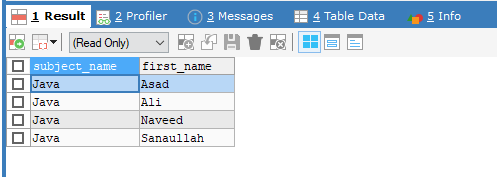 1 Result 2 Profiler 3 Messages 4 Table Data 5 Info
(Read Only)
subject_name first_name
Java Asad
Java Ali
Java Naveed
Java Sanaullah